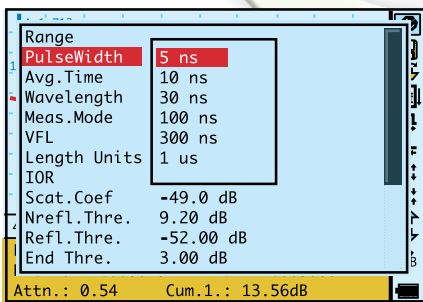 Range
PulseWidth 5 ns
Avg.Time 10 ns
Wavelength 30 ns
Meas.Mode 100 ns
VFL 300 ns
Length Units 1 us
IOR
Scat.Coef -49.0 dB
Nrefl.Thre. 9.20 dB
Refl.Thre. -52.00 dB
End Thre. 3.00 dB
Attn.: 0.54 Cum.1.: 13.56dB